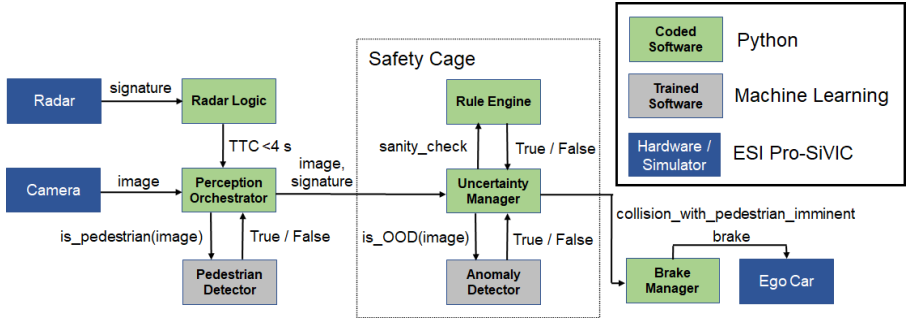 Safety Cage
Coded
Software
Python
Trained
Software
Machine Learning
Hardware /
Simulator
ESI Pro-SiVIC
Radar
signature
Radar Logic
Rule Engine
TTC <4 s
sanity_check
True / False
Camera
image
Perception
Orchestrator
image,
signature
Uncertainty
Manager
is_pedestrian(image)
True / False
is_OOD(image)
True / False
collision_with_pedestrian_imminent
brake
Pedestrian
Detector
Anomaly
Detector
Brake
Manager
Ego Car